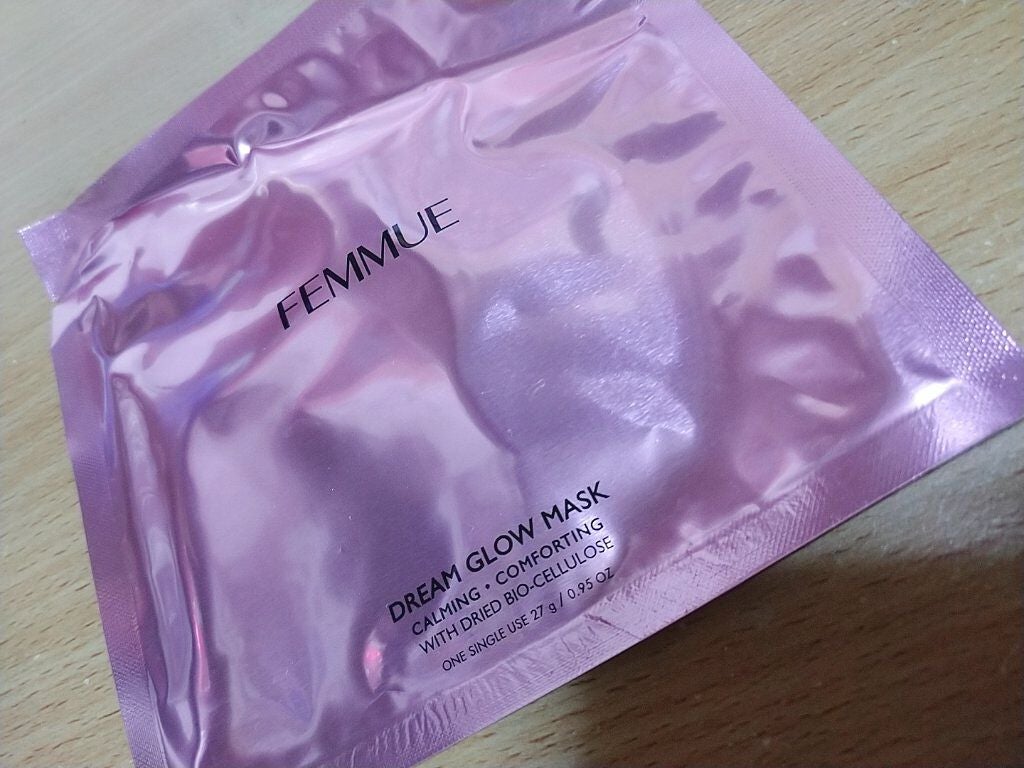 FEMMUE
DREAM GLOW MASK
CALMING • COMFORTING
WITH DRIED BIO-CELLULOSE
ONE SINGLE USE 27 g / 0.95 OZ